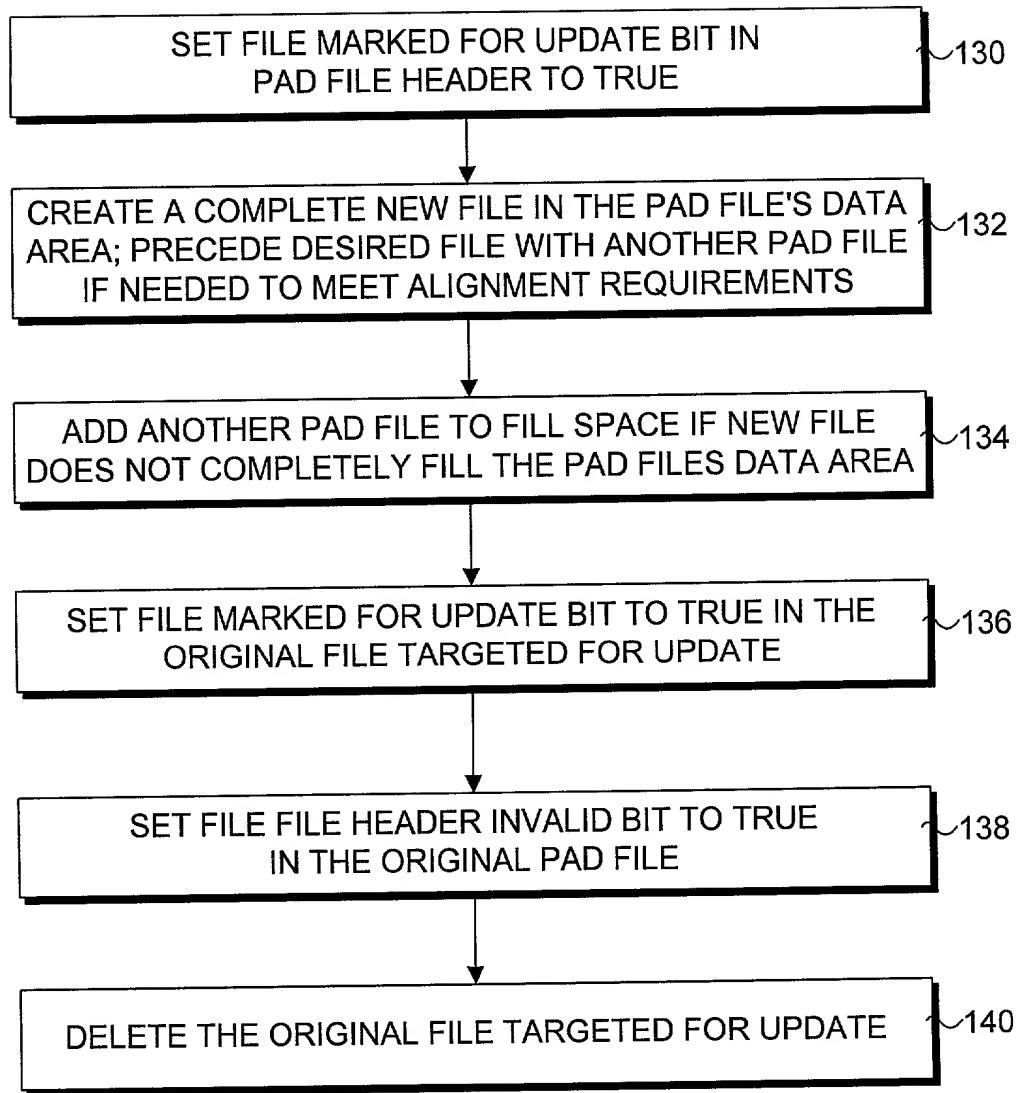 SET FILE MARKED FOR UPDATE BIT IN
PAD FILE HEADER TO TRUE
130
CREATE A COMPLETE NEW FILE IN THE PAD FILE'S DATA
AREA; PRECEDE DESIRED FILE WITH ANOTHER PAD FILE
IF NEEDED TO MEET ALIGNMENT REQUIREMENTS
132
ADD ANOTHER PAD FILE TO FILL SPACE IF NEW FILE
DOES NOT COMPLETELY FILL THE PAD FILES DATA AREA
134
SET FILE MARKED FOR UPDATE BIT TO TRUE IN THE
ORIGINAL FILE TARGETED FOR UPDATE
136
SET FILE FILE HEADER INVALID BIT TO TRUE
IN THE ORIGINAL PAD FILE
138
DELETE THE ORIGINAL FILE TARGETED FOR UPDATE
140